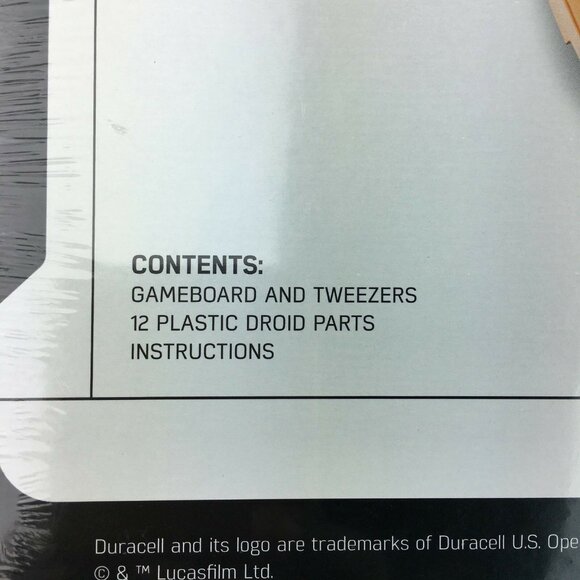 CONTENTS:
GAMEBOARD AND TWEEZERS
12 PLASTIC DROID PARTS
INSTRUCTIONS
Duracell and its logo are trademarks of Duracell U.S. Ope
© & ™ Lucasfilm Ltd.